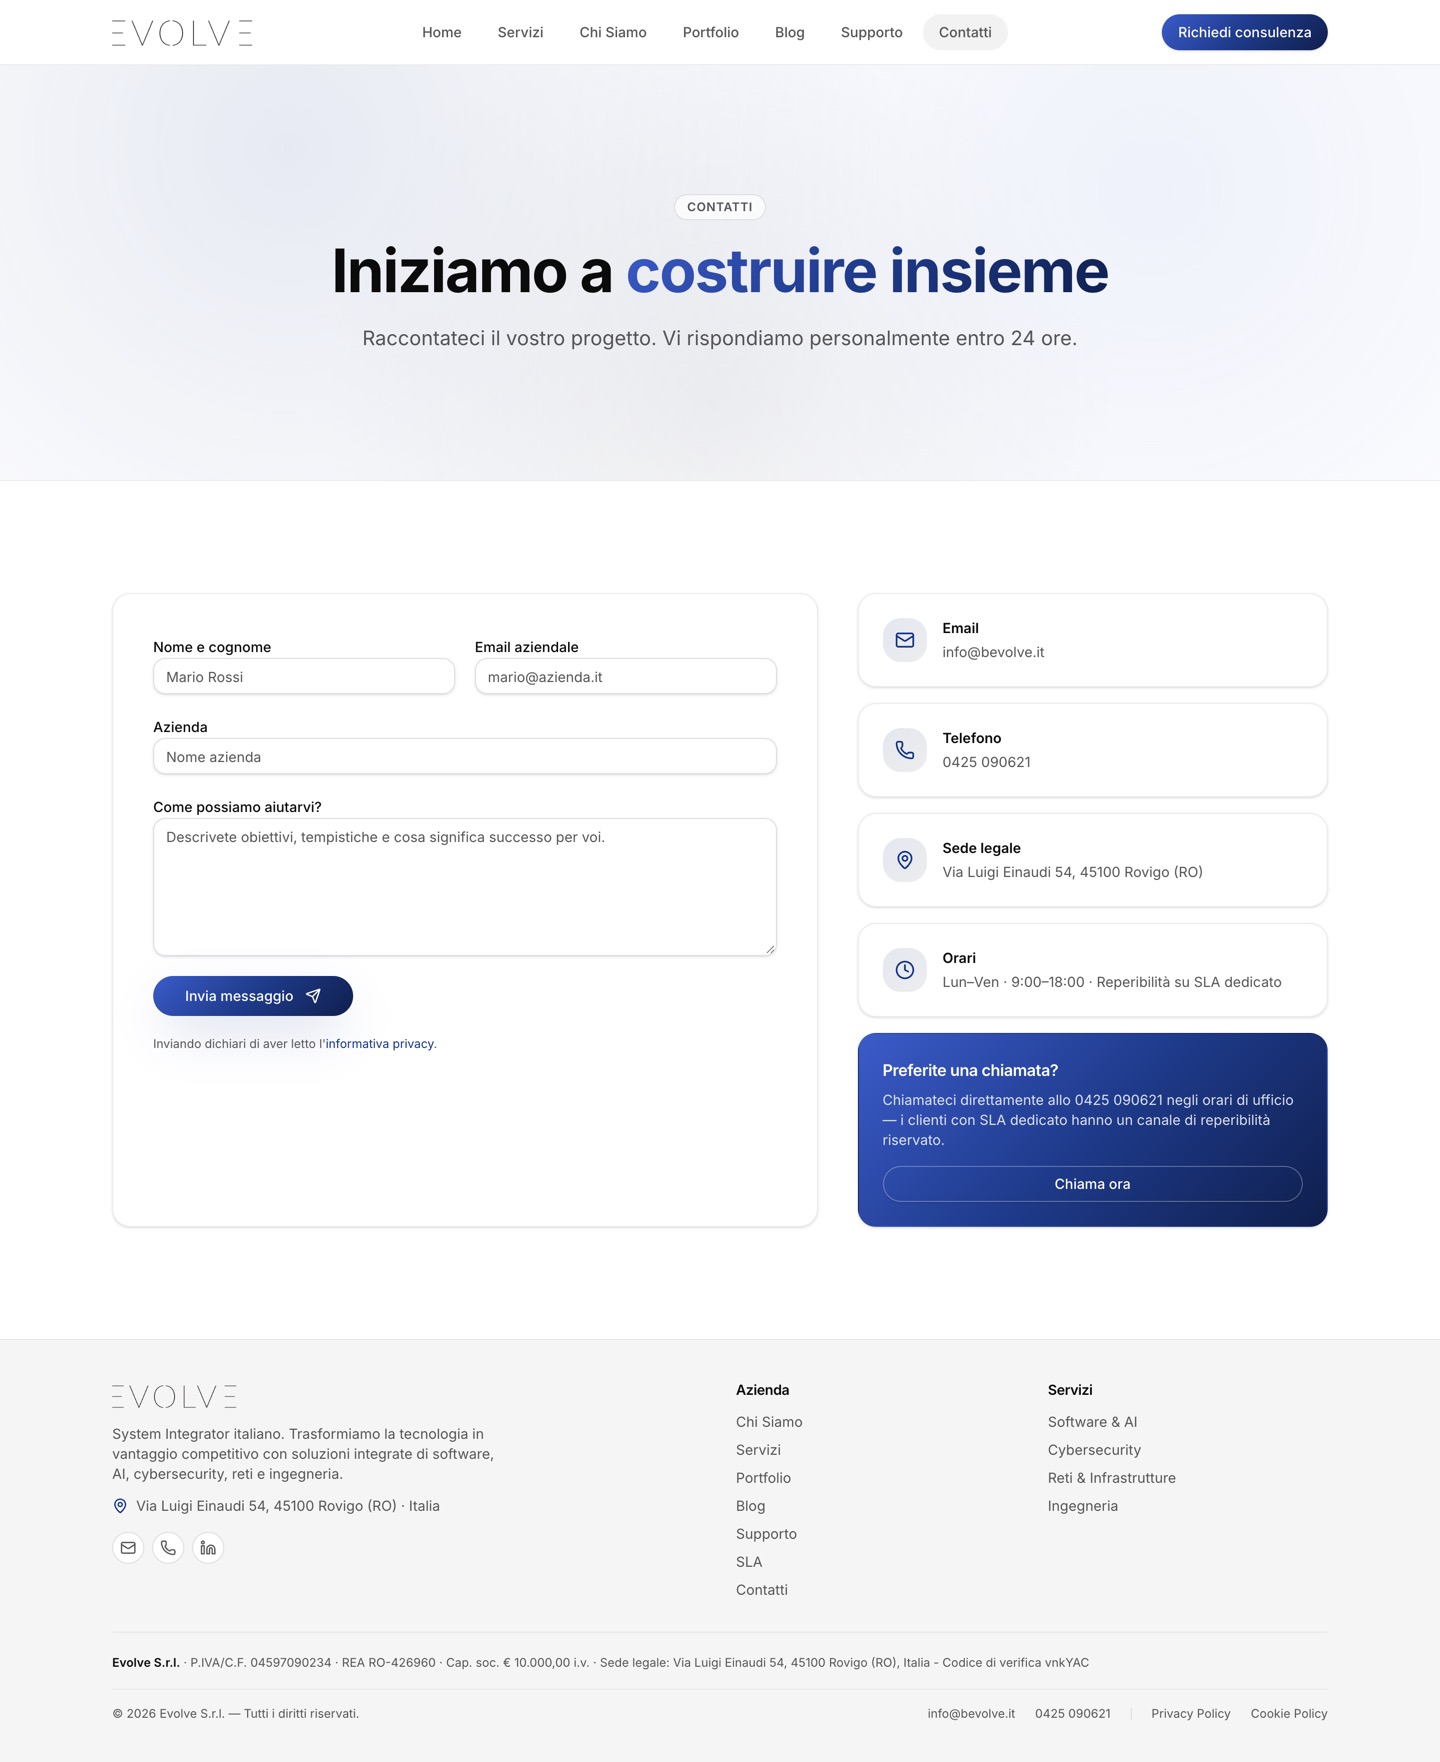 EVOLVE
Home
Servizi
Chi Siamo
Portfolio
Blog
Supporto
Contatti
Richiedi consulenza
CONTATTI
Iniziamo a costruire insieme
Raccontateci il vostro progetto. Vi rispondiamo personalmente entro 24 ore.
Nome e cognome
Mario Rossi
Email aziendale
mario@azienda.it
Azienda
Nome azienda
Come possiamo aiutarvi?
Descrivete obiettivi, tempistiche e cosa significa successo per voi.
Invia messaggio
Inviando dichiari di aver letto l'informativa privacy.
Email
info@bevolve.it
Telefono
0425 090621
Sede legale
Via Luigi Einaudi 54, 45100 Rovigo (RO)
Orari
Lun–Ven · 9:00–18:00 · Reperibilità su SLA dedicato
Preferite una chiamata?
Chiamateci direttamente allo 0425 090621 negli orari di ufficio
— i clienti con SLA dedicato hanno un canale di reperibilità
riservato.
Chiama ora
EVOLVE
System Integrator italiano. Trasformiamo la tecnologia in
vantaggio competitivo con soluzioni integrate di software,
AI, cybersecurity, reti e ingegneria.
Via Luigi Einaudi 54, 45100 Rovigo (RO) · Italia
Azienda
Chi Siamo
Servizi
Portfolio
Blog
Supporto
SLA
Contatti
Servizi
Software & AI
Cybersecurity
Reti & Infrastrutture
Ingegneria
Evolve S.r.l. · P.IVA/C.F. 04597090234 · REA RO-426960 · Cap. soc. € 10.000,00 i.v. · Sede legale: Via Luigi Einaudi 54, 45100 Rovigo (RO), Italia - Codice di verifica vnkYAC
© 2026 Evolve S.r.l. — Tutti i diritti riservati.
info@bevolve.it
0425 090621
Privacy Policy
Cookie Policy